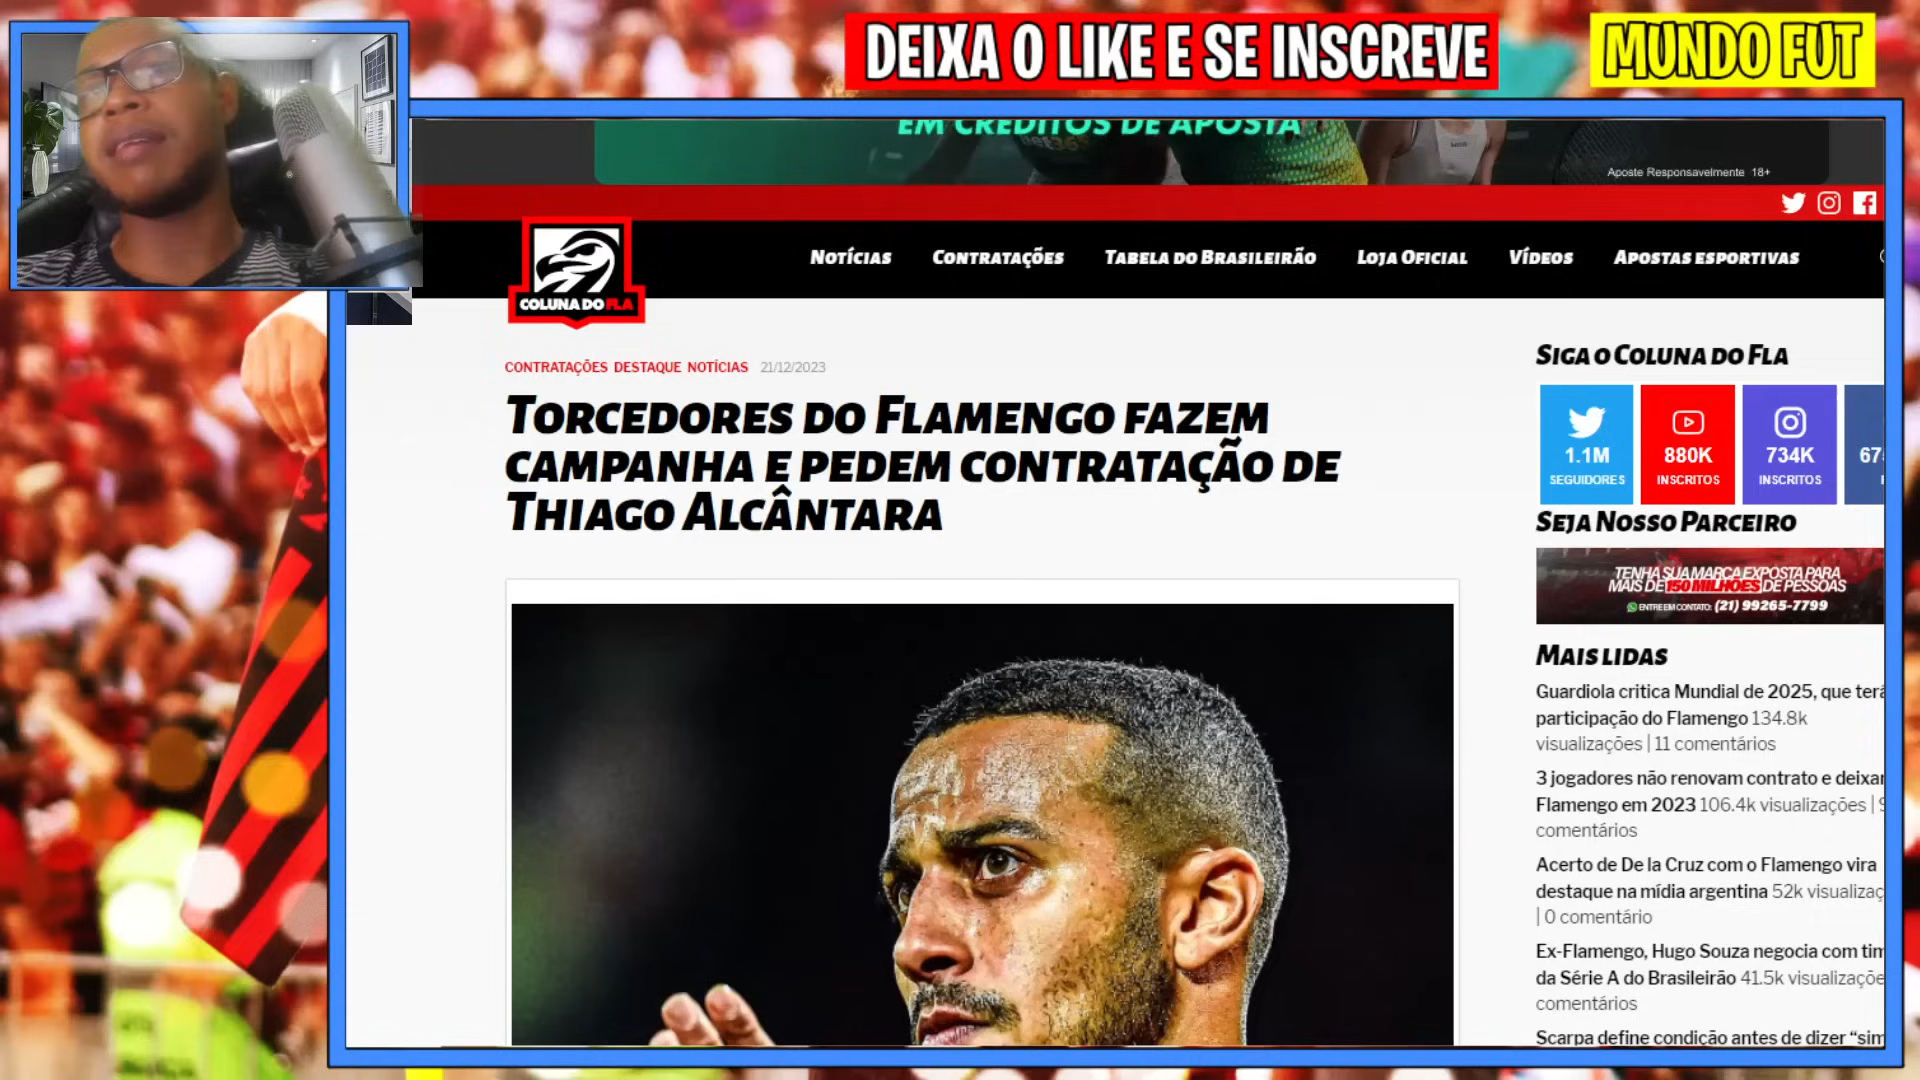 DEIXA O LIKE E SE INSCREVE
MUNDO FUT
EM CRÉDITOS DE APOSTA
bet365
Aposte Responsavelmente 18+
COLUNA DO FLA
NOTÍCIAS CONTRATAÇÕES TABELA DO BRASILEIRÃO LOJA OFICIAL VÍDEOS APOSTAS ESPORTIVAS
CONTRATAÇÕES DESTAQUE NOTÍCIAS 21/12/2023
TORCEDORES DO FLAMENGO FAZEM
CAMPANHA E PEDEM CONTRATAÇÃO DE
THIAGO ALCÂNTARA
SIGA O COLUNA DO FLA
1.1M
SEGUIDORES
880K
INSCRITOS
734K
INSCRITOS
SEJA NOSSO PARCEIRO
TENHA SUA MARCA EXPOSTA PARA
MAIS DE 150 MILHÕES DE PESSOAS
ENTRE EM CONTATO: (21) 99265-7799
MAIS LIDAS
Guardiola critica Mundial de 2025, que terá
participação do Flamengo 134.8k
visualizações | 11 comentários
3 jogadores não renovam contrato e deixa
Flamengo em 2023 106.4k visualizações |
comentários
Acerto de De la Cruz com o Flamengo vira
destaque na mídia argentina 52k visualizaç
| 0 comentário
Ex-Flamengo, Hugo Souza negocia com tim
da Série A do Brasileirão 41.5k visualizaçõe
comentários
Scarpa define condição antes de dizer “sim